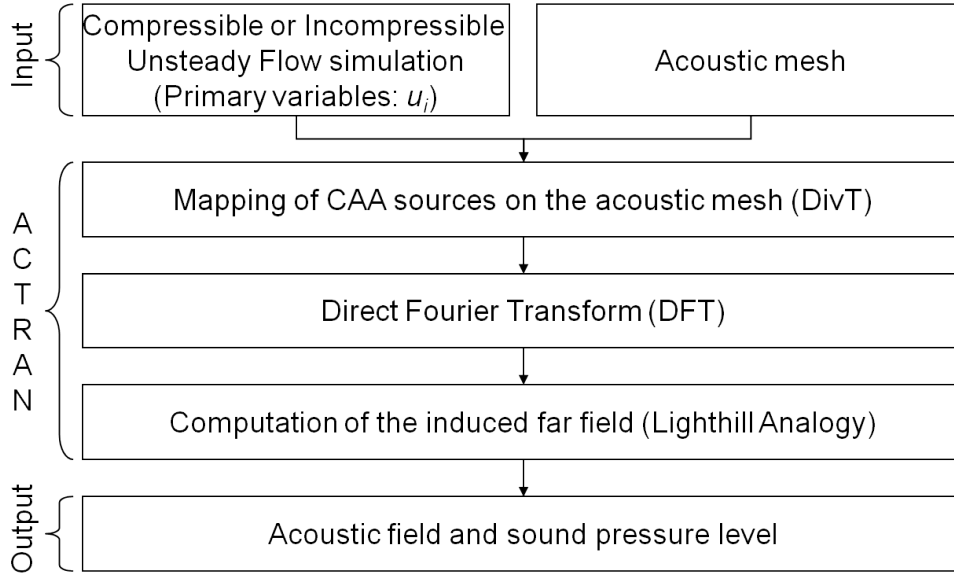 Input
Compressible or Incompressible
Unsteady Flow simulation
(Primary variables: uᵢ)
Acoustic mesh
A
C
T
R
A
N
Mapping of CAA sources on the acoustic mesh (DivT)
Direct Fourier Transform (DFT)
Computation of the induced far field (Lighthill Analogy)
Output
Acoustic field and sound pressure level